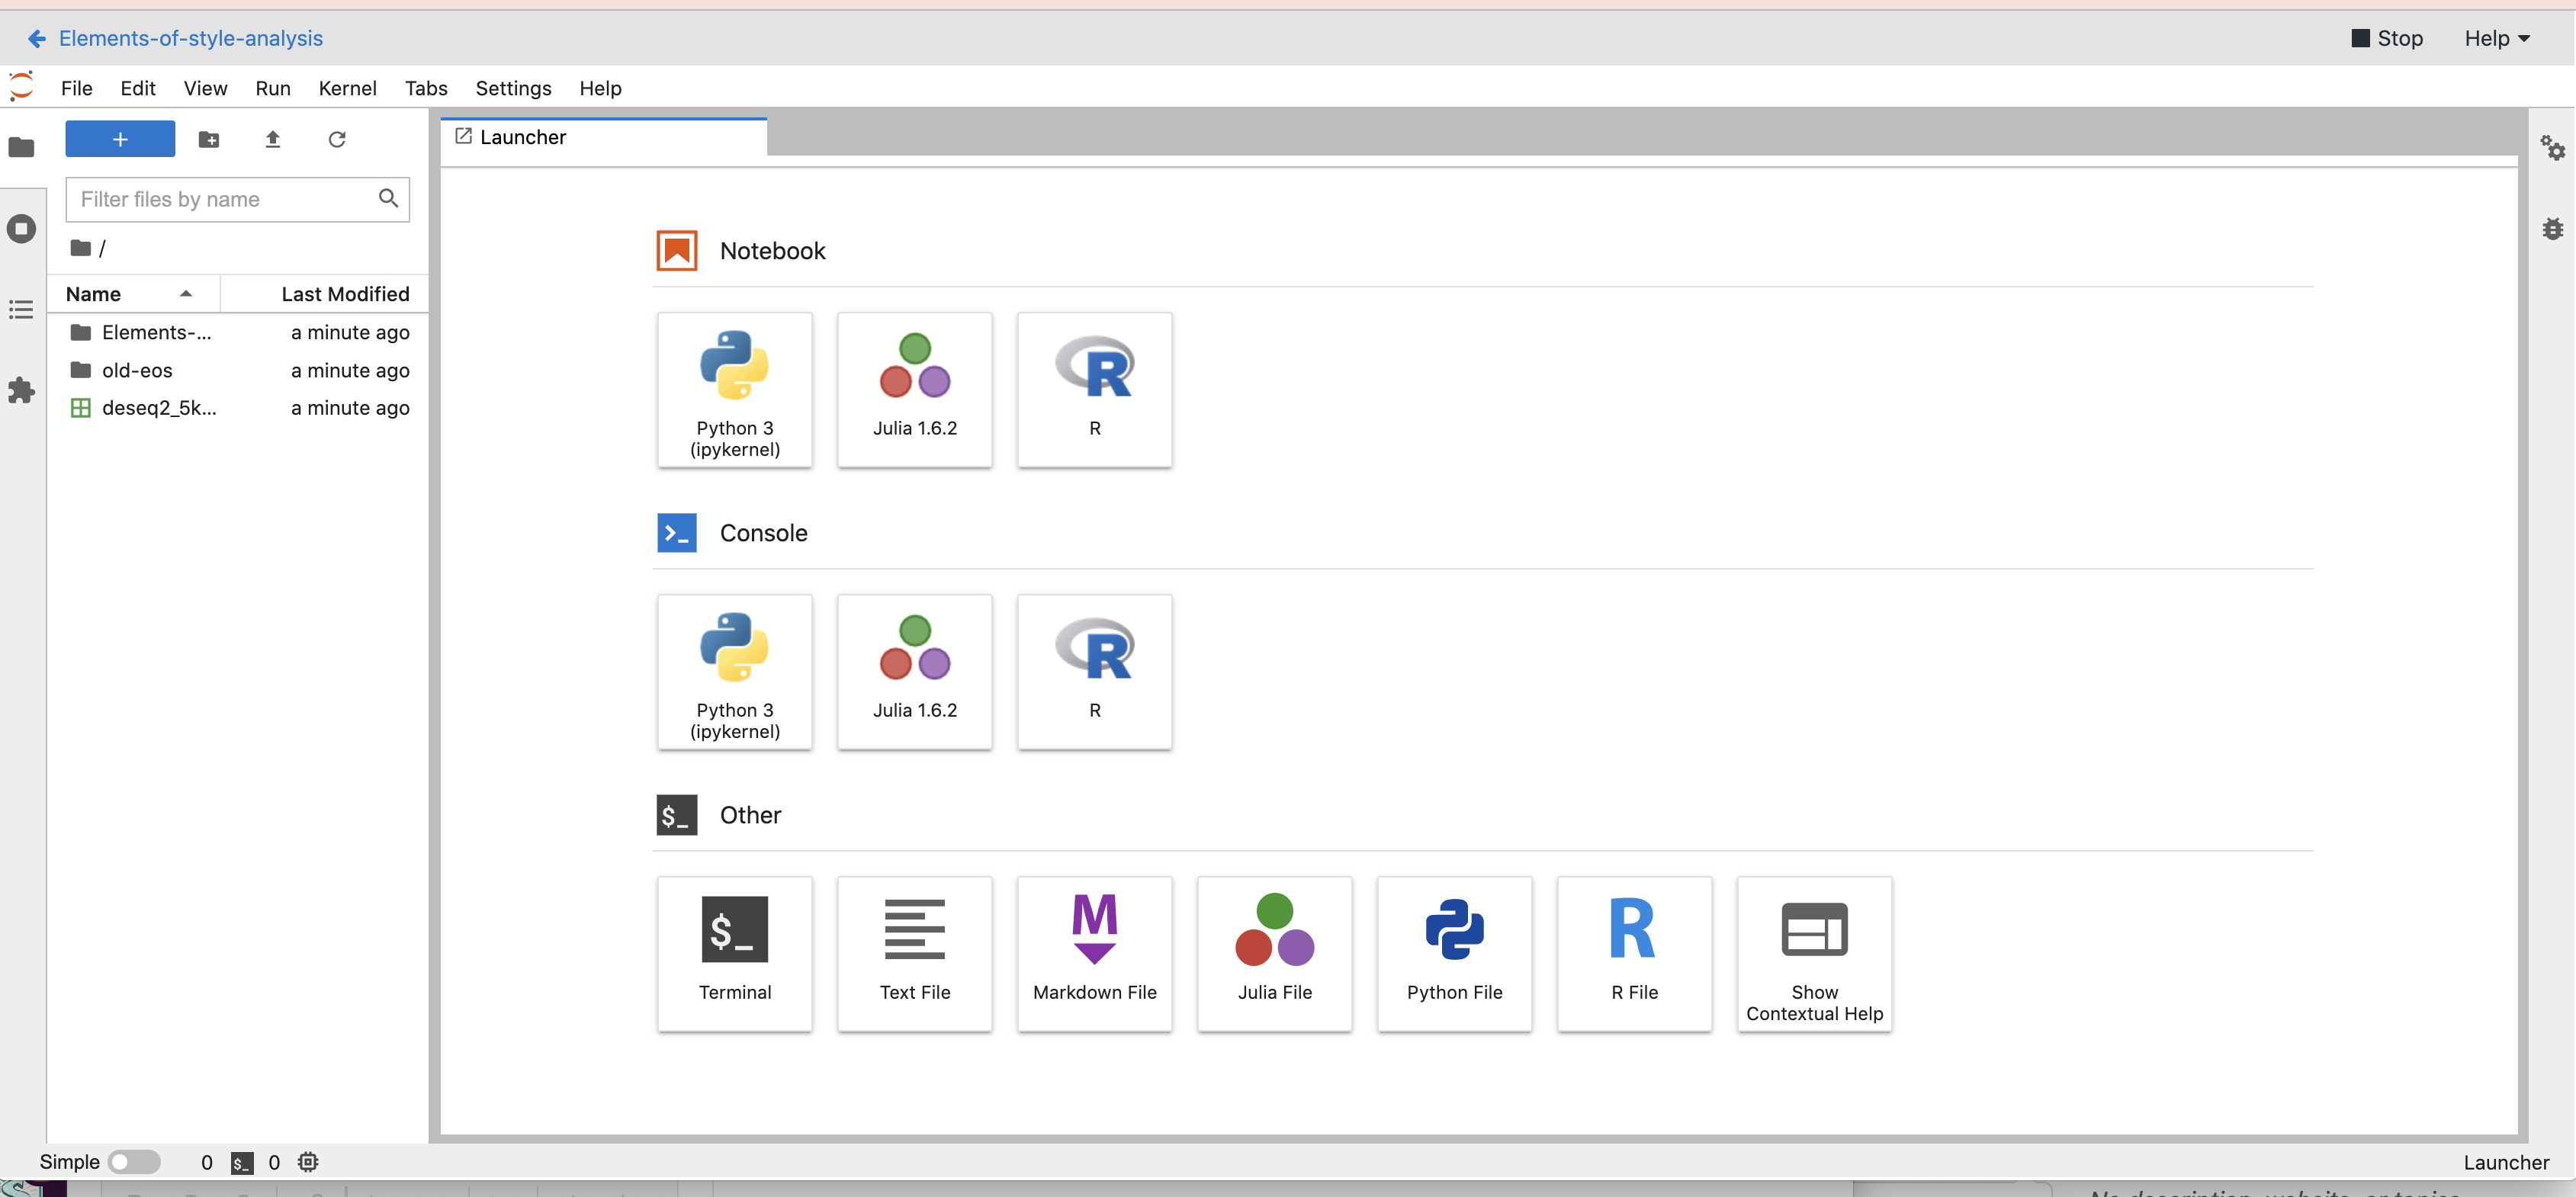 Elements-of-style-analysis
Stop
Help
File Edit View Run Kernel Tabs Settings Help
+
Launcher
Filter files by name
/
Name Last Modified
Elements-... a minute ago
old-eos a minute ago
deseq2_5k... a minute ago
Notebook
Python 3
(ipykernel)
Julia 1.6.2
R
Console
Python 3
(ipykernel)
Julia 1.6.2
R
$_ Other
$_
Terminal
Text File
M
Markdown File
Julia File
Python File
R
R File
Show
Contextual Help
Simple 0 $_ 0 Launcher